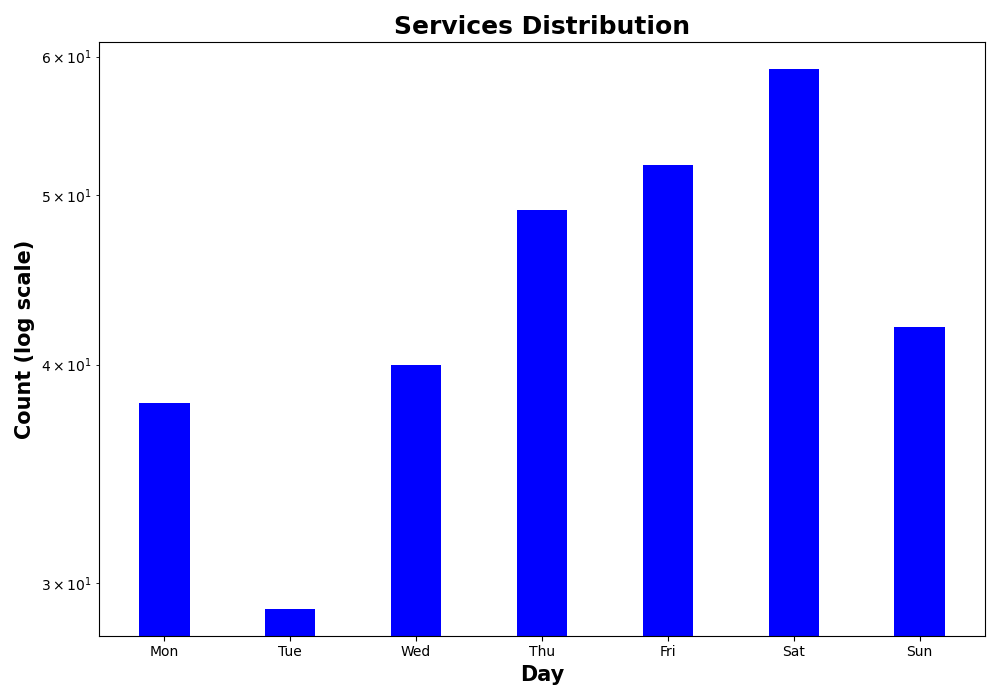 Services Distribution
Count (log scale)
6 × 10¹
5 × 10¹
4 × 10¹
3 × 10¹
Mon Tue Wed Thu Fri Sat Sun
Day